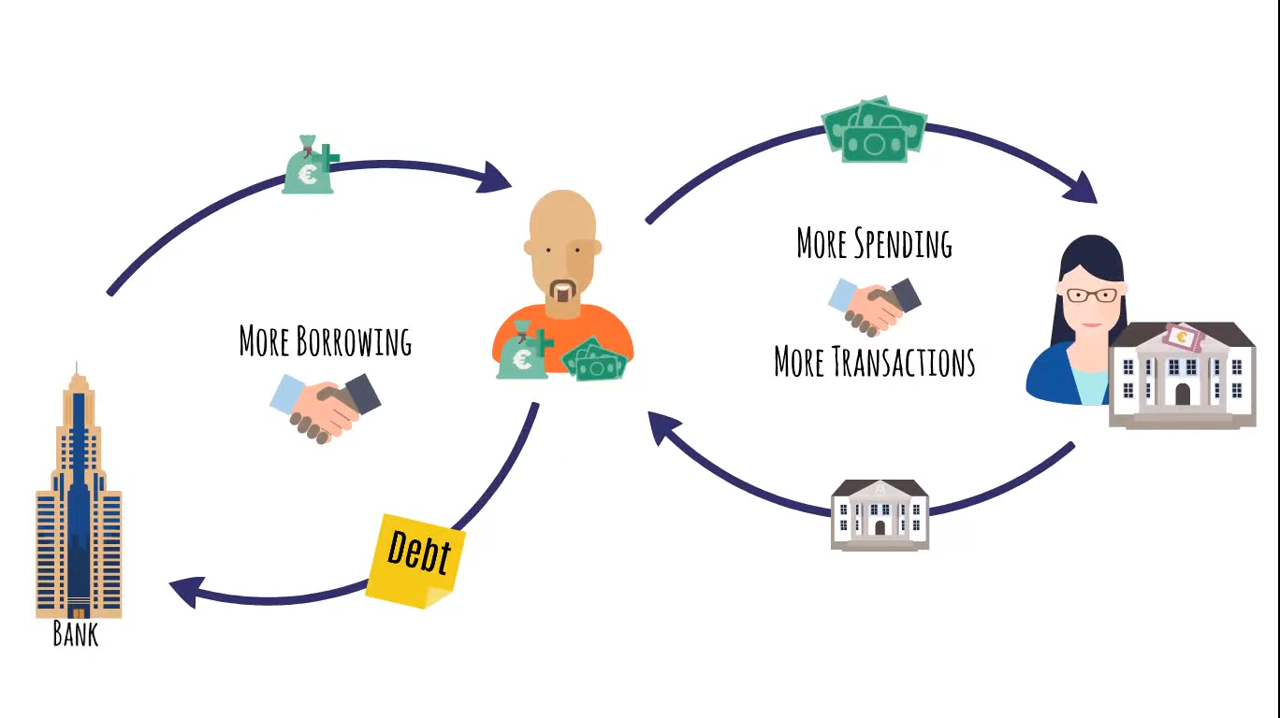 More Spending
More Borrowing
More Transactions
Debt
Bank
€
€
€